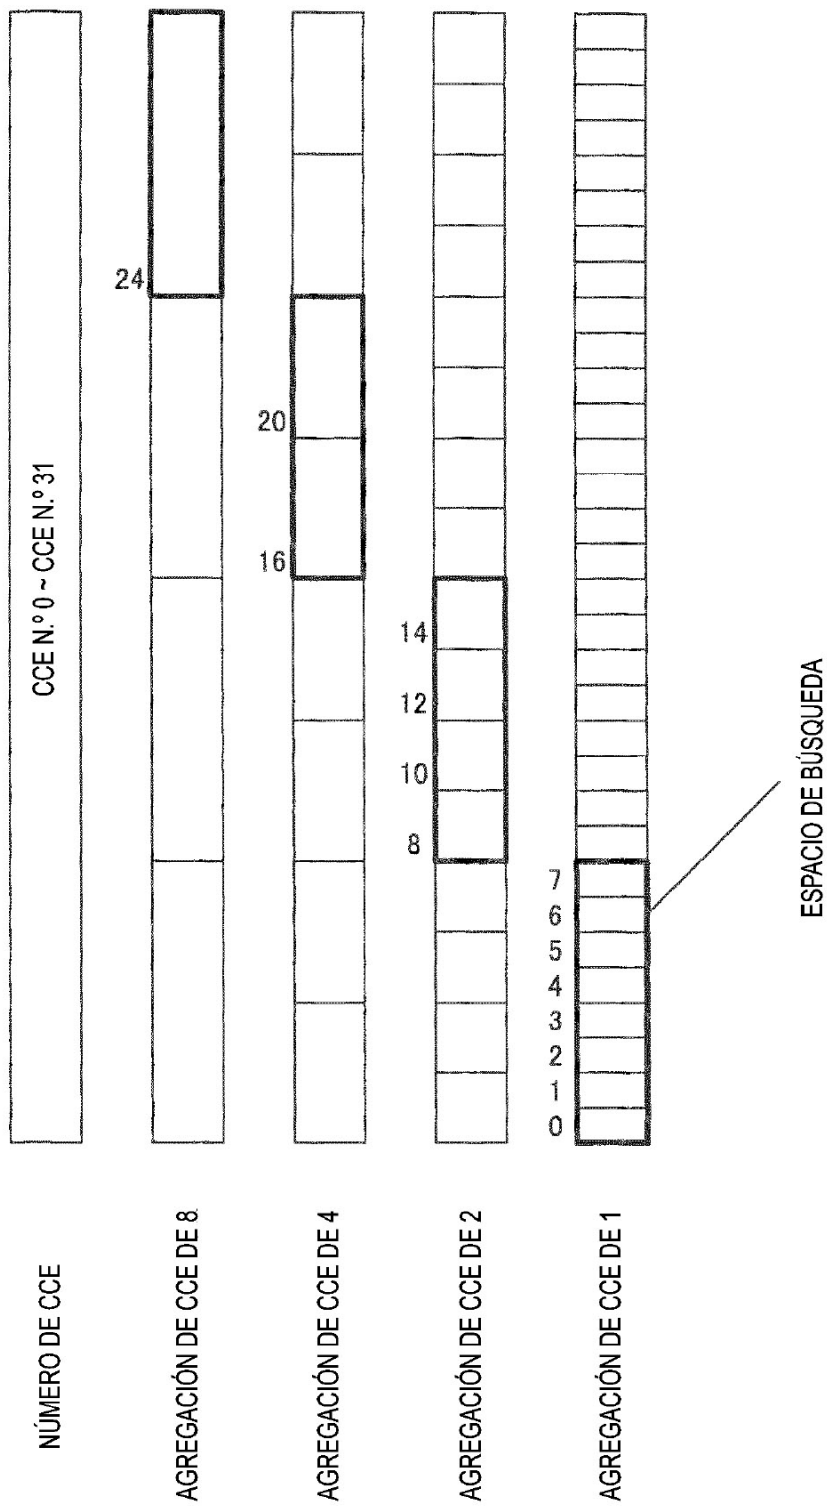 NÚMERO DE CCE
CCE N.º 0 ~ CCE N.º 31
AGREGACIÓN DE CCE DE 8
24
AGREGACIÓN DE CCE DE 4
16
20
AGREGACIÓN DE CCE DE 2
8
10
12
14
AGREGACIÓN DE CCE DE 1
0
1
2
3
4
5
6
7
ESPACIO DE BÚSQUEDA